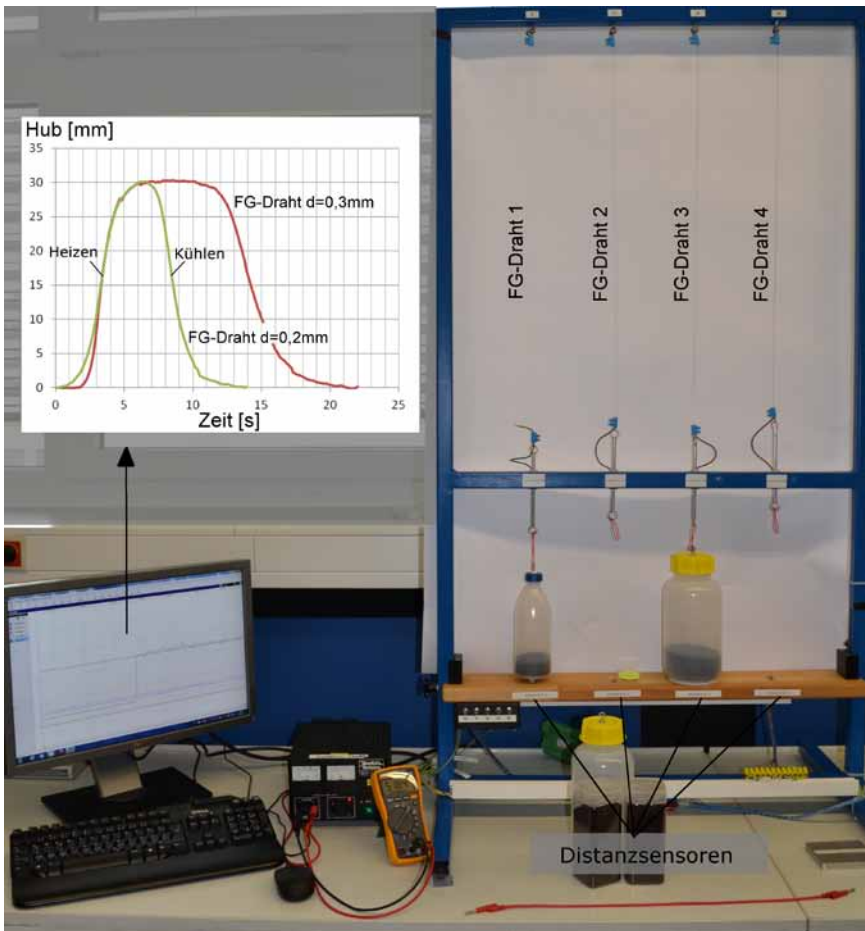 Hub [mm]
35
30
25
20
15
10
5
0
FG-Draht d=0,3mm
Heizen
Kühlen
FG-Draht d=0,2mm
0 5 10 15 20 25
Zeit [s]
FG-Draht 1
FG-Draht 2
FG-Draht 3
FG-Draht 4
Distanzsensoren